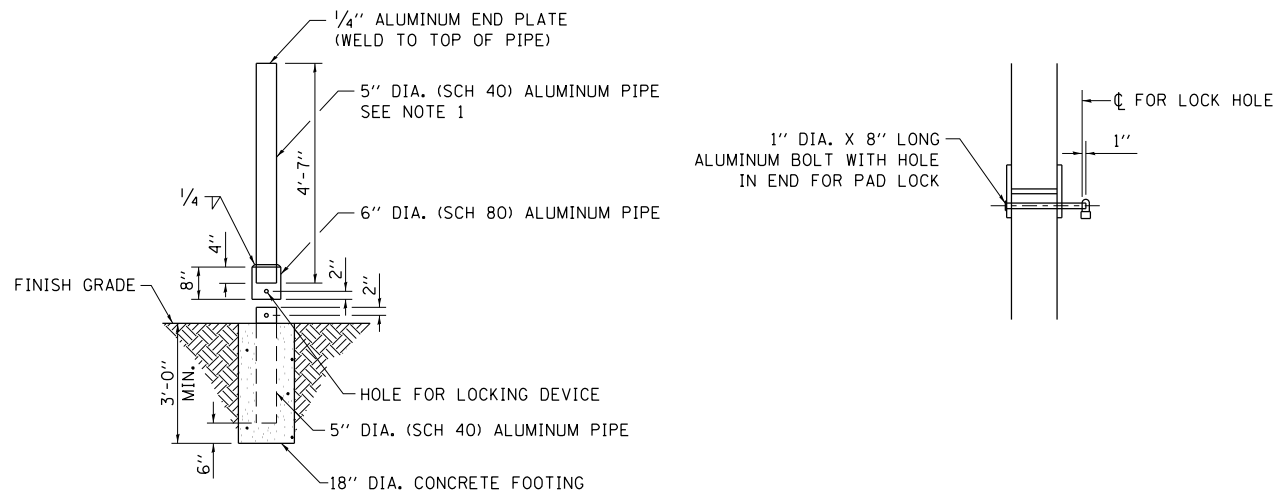 1/4" ALUMINUM END PLATE
(WELD TO TOP OF PIPE)
5" DIA. (SCH 40) ALUMINUM PIPE
SEE NOTE 1
4'-7"
1/4
6" DIA. (SCH 80) ALUMINUM PIPE
4"
8"
2"
2"
FINISH GRADE
3'-0"
MIN.
6"
HOLE FOR LOCKING DEVICE
5" DIA. (SCH 40) ALUMINUM PIPE
18" DIA. CONCRETE FOOTING
℄ FOR LOCK HOLE
1"
1" DIA. X 8" LONG
ALUMINUM BOLT WITH HOLE
IN END FOR PAD LOCK